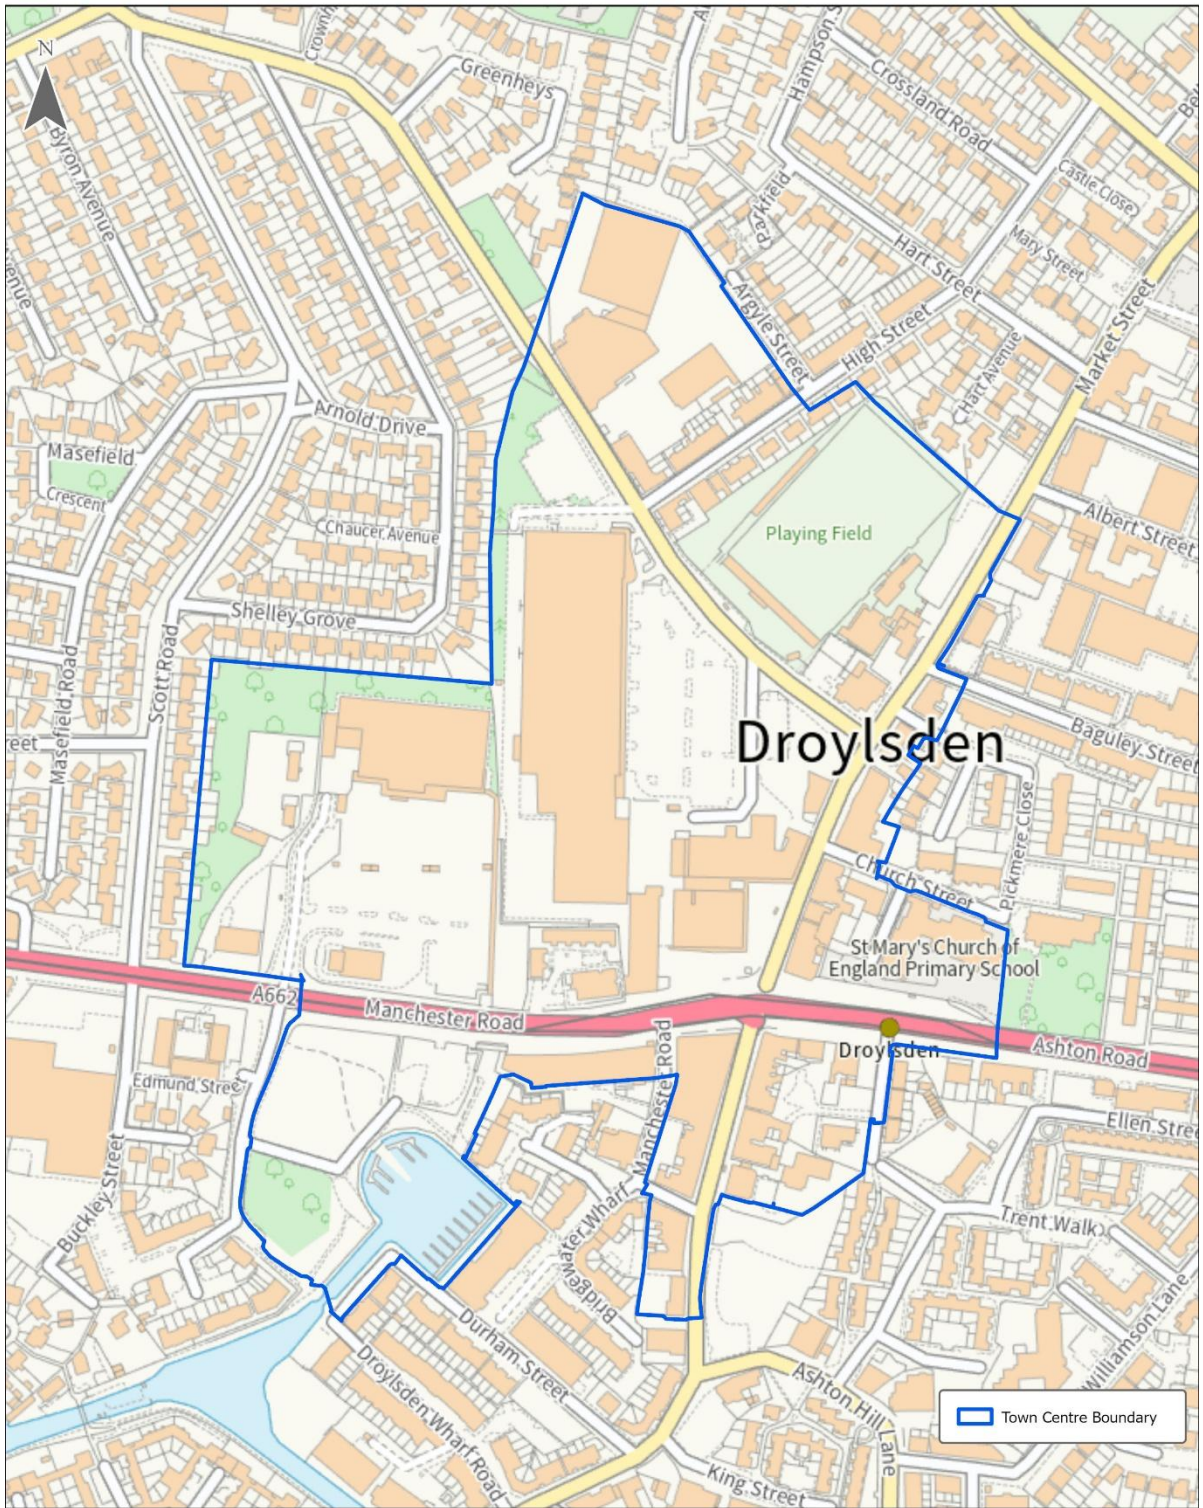 N
Crownh
Greenheys
Hampson S
Crossland Road
Byron Avenue
Castle Close
Parkfield
Mary Street
Hart Street
venue
Argyle Street
High Street
Hart Avenue
Market Street
Arnold Drive
Masefield
Crescent
Chaucer Avenue
Albert Street
Playing Field
Shelley Grove
Scott Road
Masefield Road
reet
Droylsden
Baguley Street
Pickmere Close
Church Street
St Mary's Church of
England Primary School
A662
Manchester Road
Droylsden
Ashton Road
Manchester Road
Edmund Street
Ellen Stree
Buckley Street
Bridgewater Wharf
Trent Walk
Durham Street
Droylsden Wharf Road
Williamson Lane
Ashton Hill Lane
King Street
Town Centre Boundary